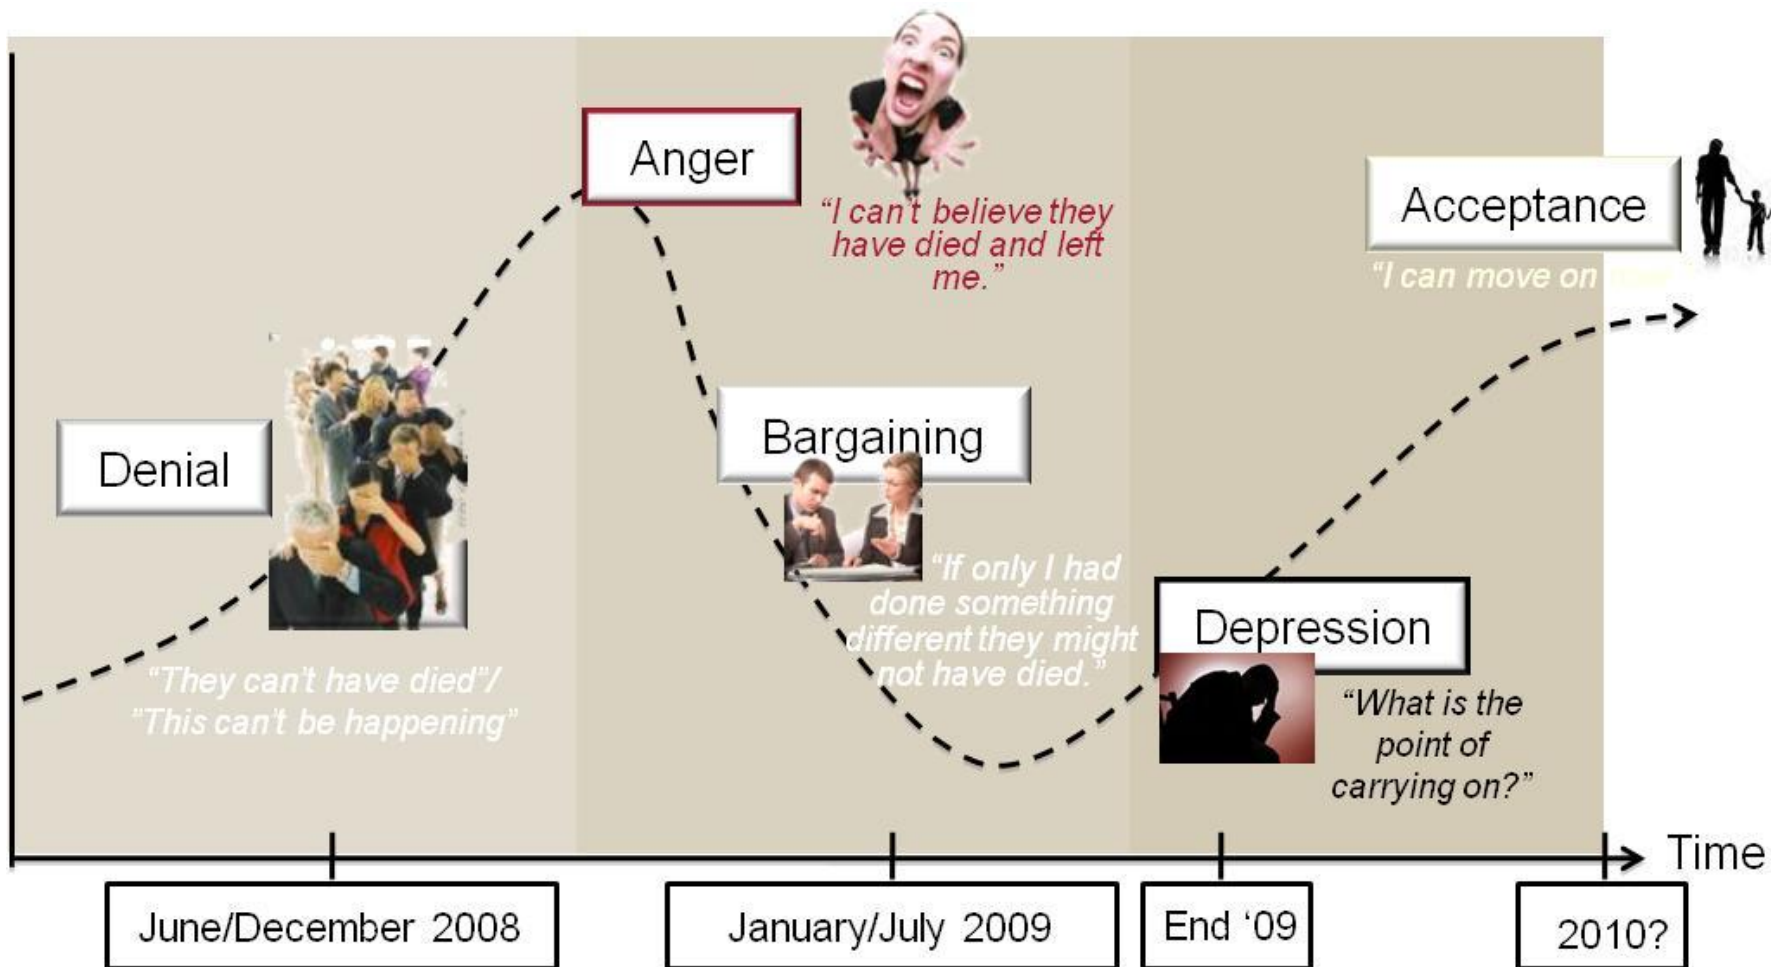 Anger
"I can't believe they
have died and left
me."
Acceptance
"I can move on
Bargaining
Denial
"If only I had
done something
different they might
not have died."
Depression
"They can't have died"/
"This can't be happening"
"What is the
point of
carrying on?"
Time
June/December 2008
January/July 2009
End '09
2010?